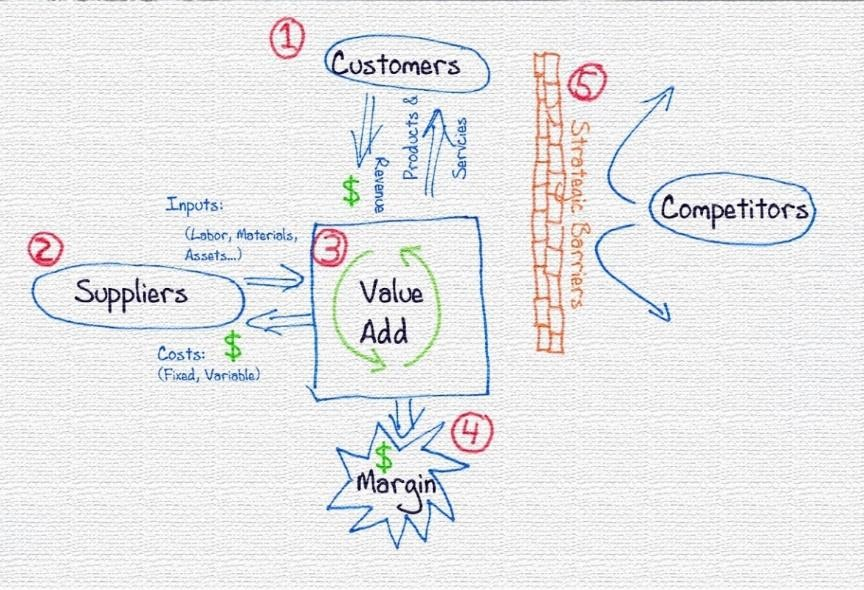 1
Customers
$
Revenue
Products &
Servcies
5
Strategic Barriers
Competitors
Inputs:
(Labor, Materials,
Assets...)
2
Suppliers
3
Value
Add
Costs: $
(Fixed, Variable)
4
$
Margin